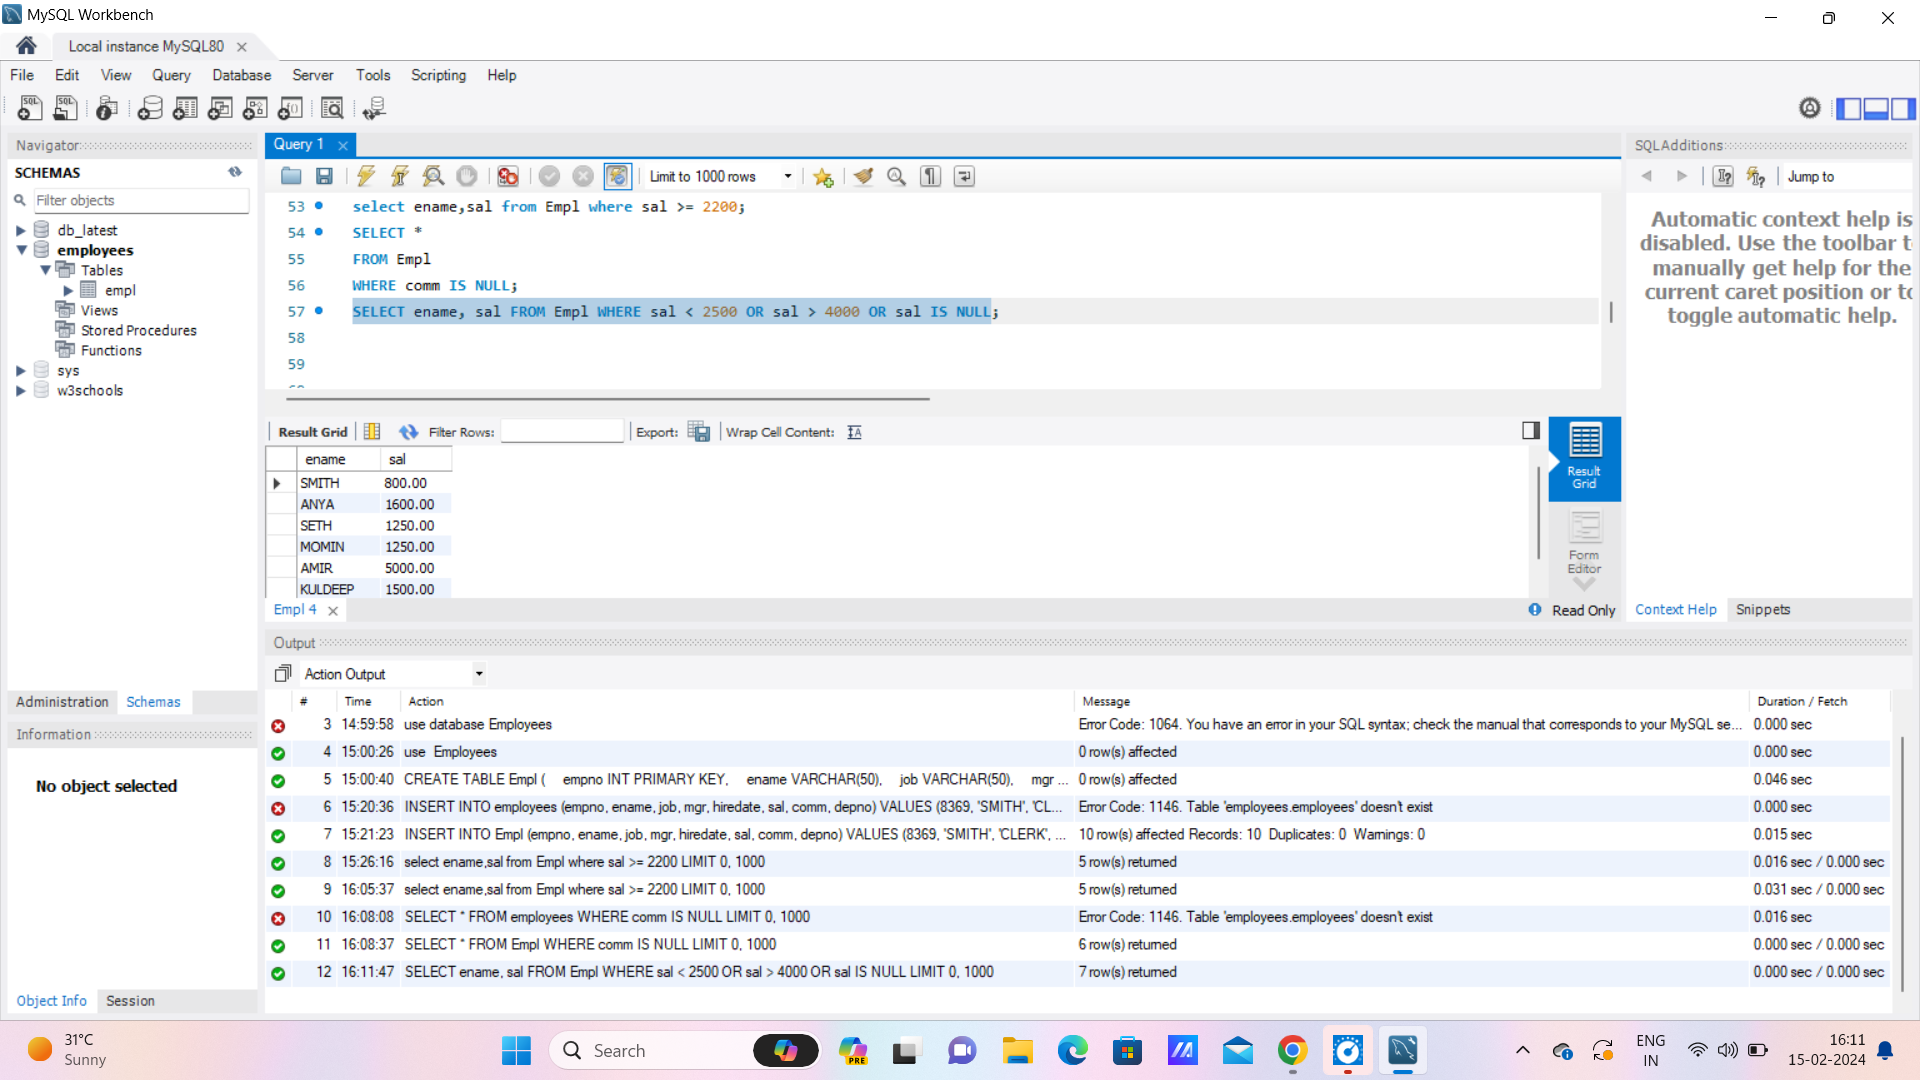 MySQL Workbench
Local instance MySQL80
File Edit View Query Database Server Tools Scripting Help
Navigator
SCHEMAS
Filter objects
db_latest
employees
Tables
empl
Views
Stored Procedures
Functions
sys
w3schools
Administration Schemas
Information
No object selected
Object Info Session
Query 1
Limit to 1000 rows
53 select ename,sal from Empl where sal >= 2200;
54 SELECT *
55 FROM Empl
56 WHERE comm IS NULL;
57 SELECT ename, sal FROM Empl WHERE sal < 2500 OR sal > 4000 OR sal IS NULL;
58
59
Result Grid Filter Rows: Export: Wrap Cell Content:
ename sal
SMITH 800.00
ANYA 1600.00
SETH 1250.00
MOMIN 1250.00
AMIR 5000.00
KULDEEP 1500.00
Result
Grid
Form
Editor
Empl 4
Read Only
SQLAdditions
Jump to
Automatic context help is
disabled. Use the toolbar t
manually get help for the
current caret position or to
toggle automatic help.
Context Help Snippets
Output
Action Output
# Time Action Message Duration / Fetch
3 14:59:58 use database Employees Error Code: 1064. You have an error in your SQL syntax; check the manual that corresponds to your MySQL se... 0.000 sec
4 15:00:26 use Employees 0 row(s) affected 0.000 sec
5 15:00:40 CREATE TABLE Empl ( empno INT PRIMARY KEY, ename VARCHAR(50), job VARCHAR(50), mgr ... 0 row(s) affected 0.046 sec
6 15:20:36 INSERT INTO employees (empno, ename, job, mgr, hiredate, sal, comm, depno) VALUES (8369, 'SMITH', 'CL... Error Code: 1146. Table 'employees.employees' doesn't exist 0.000 sec
7 15:21:23 INSERT INTO Empl (empno, ename, job, mgr, hiredate, sal, comm, depno) VALUES (8369, 'SMITH', 'CLERK', ... 10 row(s) affected Records: 10 Duplicates: 0 Warnings: 0 0.015 sec
8 15:26:16 select ename,sal from Empl where sal >= 2200 LIMIT 0, 1000 5 row(s) returned 0.016 sec / 0.000 sec
9 16:05:37 select ename,sal from Empl where sal >= 2200 LIMIT 0, 1000 5 row(s) returned 0.031 sec / 0.000 sec
10 16:08:08 SELECT * FROM employees WHERE comm IS NULL LIMIT 0, 1000 Error Code: 1146. Table 'employees.employees' doesn't exist 0.016 sec
11 16:08:37 SELECT * FROM Empl WHERE comm IS NULL LIMIT 0, 1000 6 row(s) returned 0.000 sec / 0.000 sec
12 16:11:47 SELECT ename, sal FROM Empl WHERE sal < 2500 OR sal > 4000 OR sal IS NULL LIMIT 0, 1000 7 row(s) returned 0.000 sec / 0.000 sec
31°C
Sunny
Search
PRE
ENG
IN
16:11
15-02-2024